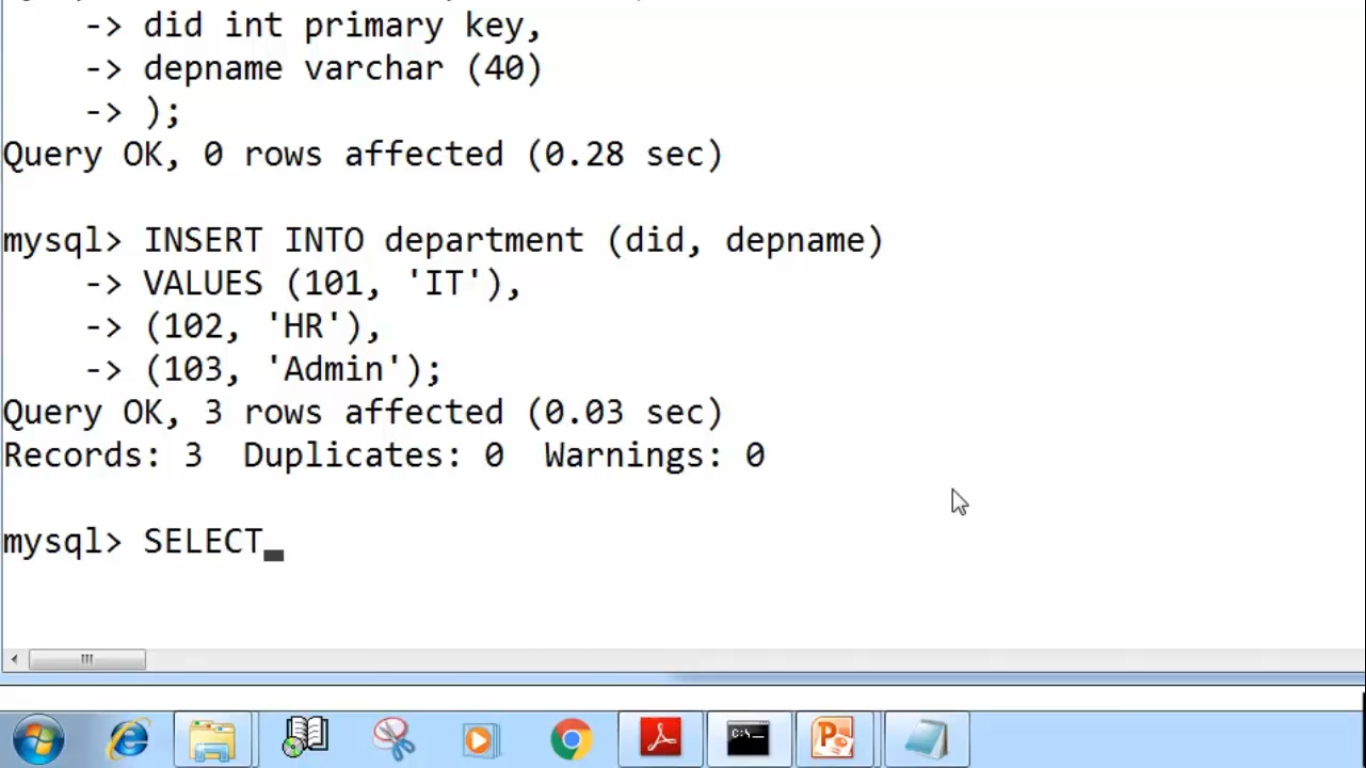 -> did int primary key,
-> depname varchar (40)
-> );
Query OK, 0 rows affected (0.28 sec)
mysql> INSERT INTO department (did, depname)
-> VALUES (101, 'IT'),
-> (102, 'HR'),
-> (103, 'Admin');
Query OK, 3 rows affected (0.03 sec)
Records: 3  Duplicates: 0  Warnings: 0
mysql> SELECT
C:\_